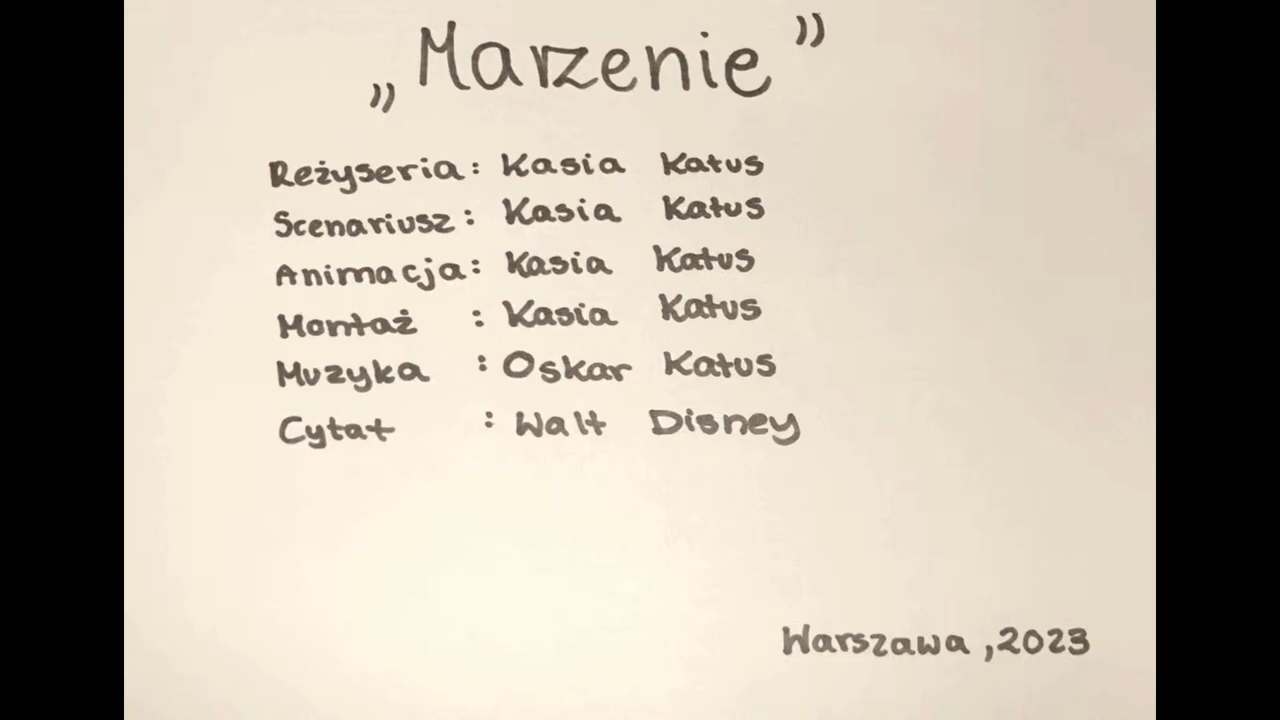 „Marzenie”
Reżyseria: Kasia Katus
Scenariusz: Kasia Katus
Animacja: Kasia Katus
Montaż : Kasia Katus
Muzyka : Oskar Katus
Cytat : Walt Disney
Warszawa, 2023